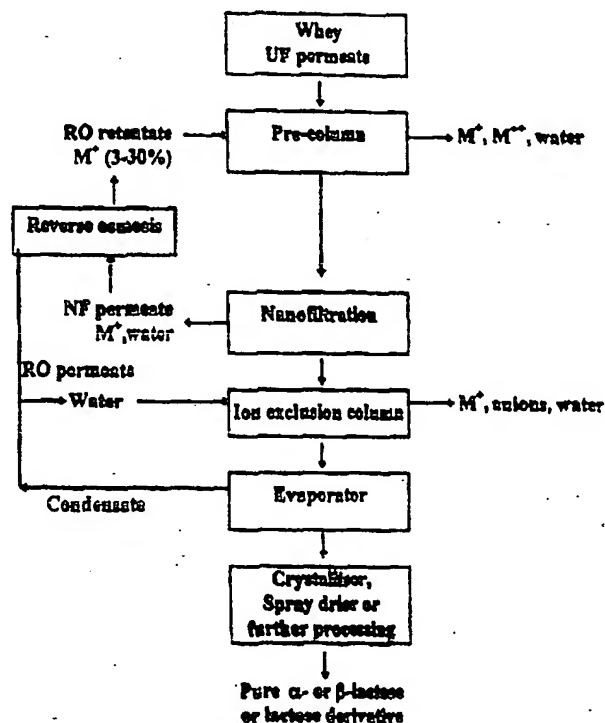 Whey
UF permeate
RO retentate
M⁺ (3-30%)
Pre-column
M⁺, M⁺⁺, water
Reverse osmosis
NF permeate
M⁺,water
Nanofiltration
RO permeate
Water
Ion exclusion column
M⁺, anions, water
Evaporator
Condensate
Crystallisor,
Spray drier or
further processing
Pure α- or β-lactose
or lactose derivative